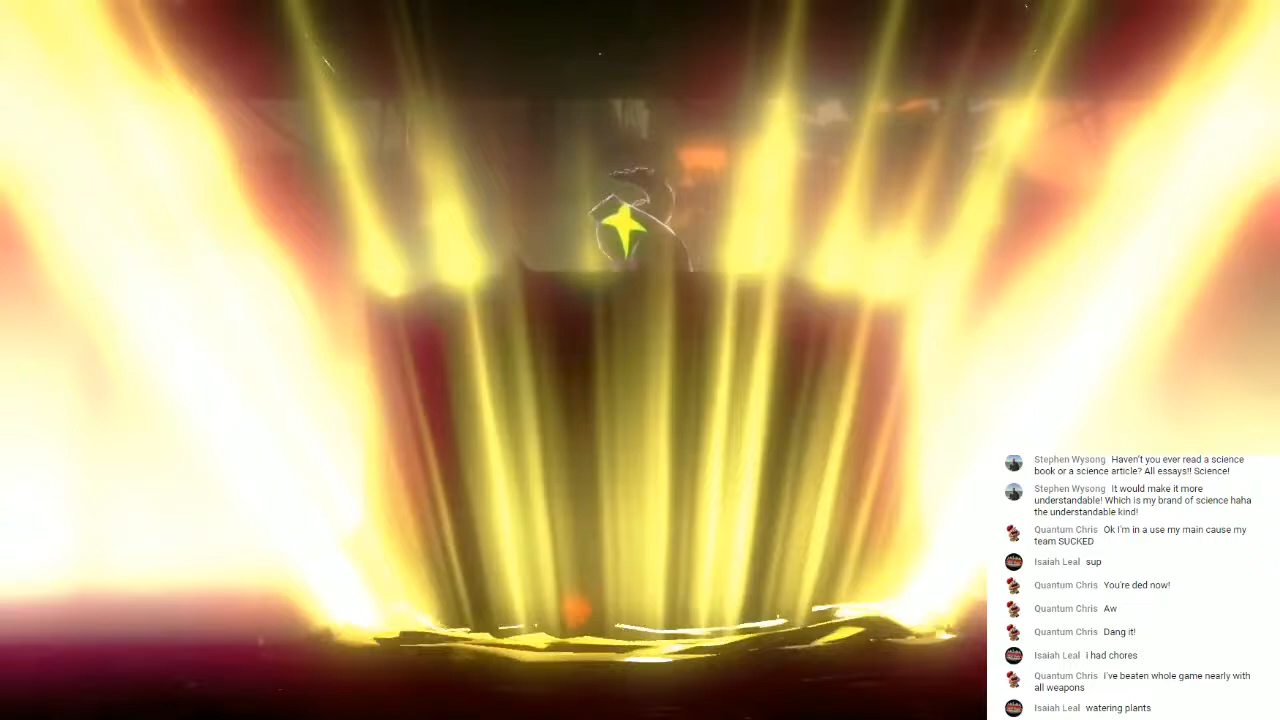 Stephen Wysong Haven't you ever read a science
book or a science article? All essays!! Science!
Stephen Wysong It would make it more
understandable! Which is my brand of science haha
the understandable kind!
Quantum Chris Ok I'm in a use my main cause my
team SUCKED
Isaiah Leal sup
Quantum Chris You're ded now!
Quantum Chris Aw
Quantum Chris Dang it!
Isaiah Leal i had chores
Quantum Chris I've beaten whole game nearly with
all weapons
Isaiah Leal watering plants